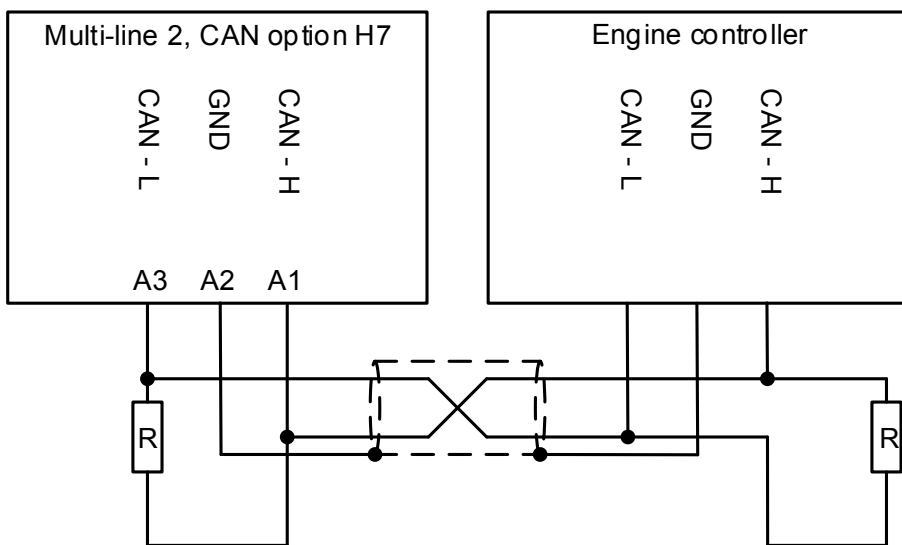 Multi-line 2, CAN option H7
CAN - L
GND
CAN - H
A3
A2
A1
Engine controller
CAN - L
GND
CAN - H
R
R